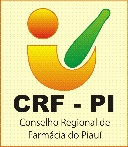 CRF - PI
Conselho Regional de
Farmácia do Piauí